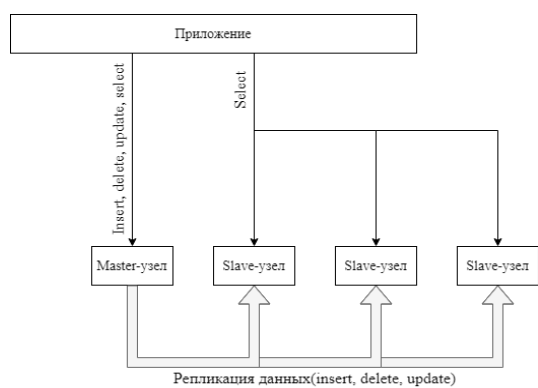 Приложение
Insert, delete, update, select
Select
Master-узел
Slave-узел
Slave-узел
Slave-узел
Репликация данных(insert, delete, update)